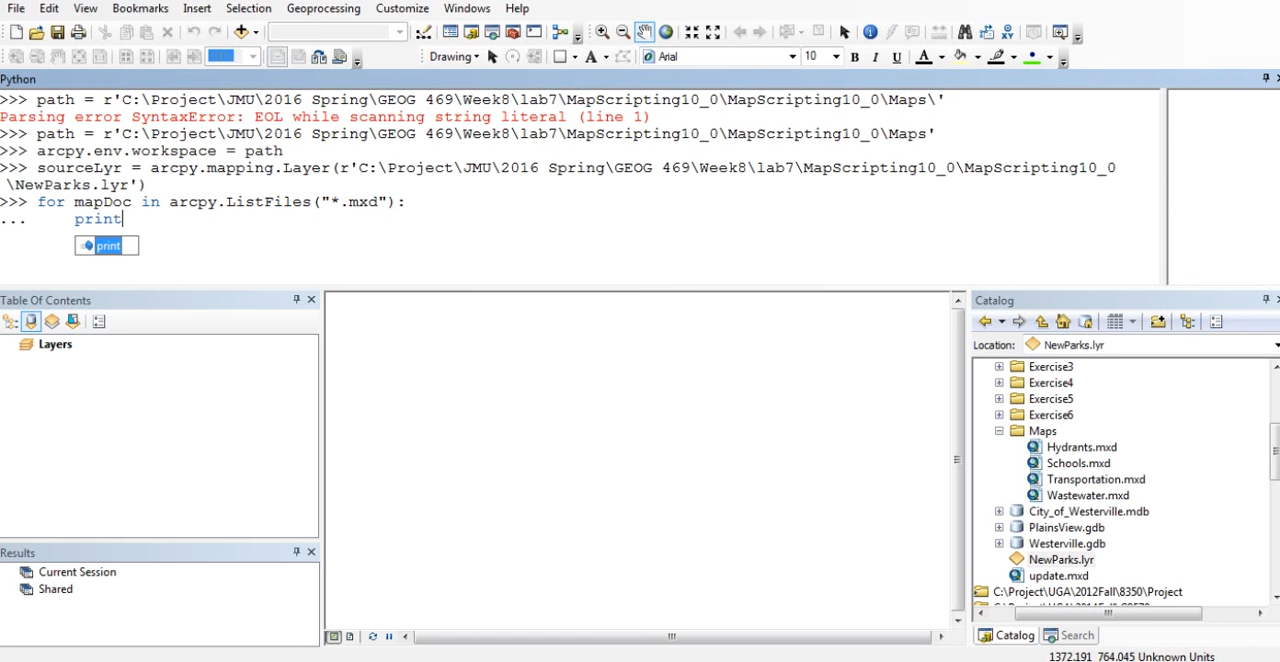 File Edit View Bookmarks Insert Selection Geoprocessing Customize Windows Help
Drawing Arial 10 B I U A
Python
>>> path = r'C:\Project\JMU\2016 Spring\GEOG 469\Week8\lab7\MapScripting10_0\MapScripting10_0\Maps\'
Parsing error SyntaxError: EOL while scanning string literal (line 1)
>>> path = r'C:\Project\JMU\2016 Spring\GEOG 469\Week8\lab7\MapScripting10_0\MapScripting10_0\Maps'
>>> arcpy.env.workspace = path
>>> sourceLyr = arcpy.mapping.Layer(r'C:\Project\JMU\2016 Spring\GEOG 469\Week8\lab7\MapScripting10_0\MapScripting10_0
\NewParks.lyr')
>>> for mapDoc in arcpy.ListFiles("*.mxd"):
... print
print
Table Of Contents
Layers
Results
Current Session
Shared
Catalog
Location: NewParks.lyr
Exercise3
Exercise4
Exercise5
Exercise6
Maps
Hydrants.mxd
Schools.mxd
Transportation.mxd
Wastewater.mxd
City_of_Westerville.mdb
PlainsView.gdb
Westerville.gdb
NewParks.lyr
update.mxd
C:\Project\UGA\2012Fall\8350\Project
Catalog Search
1372.191 764.045 Unknown Units